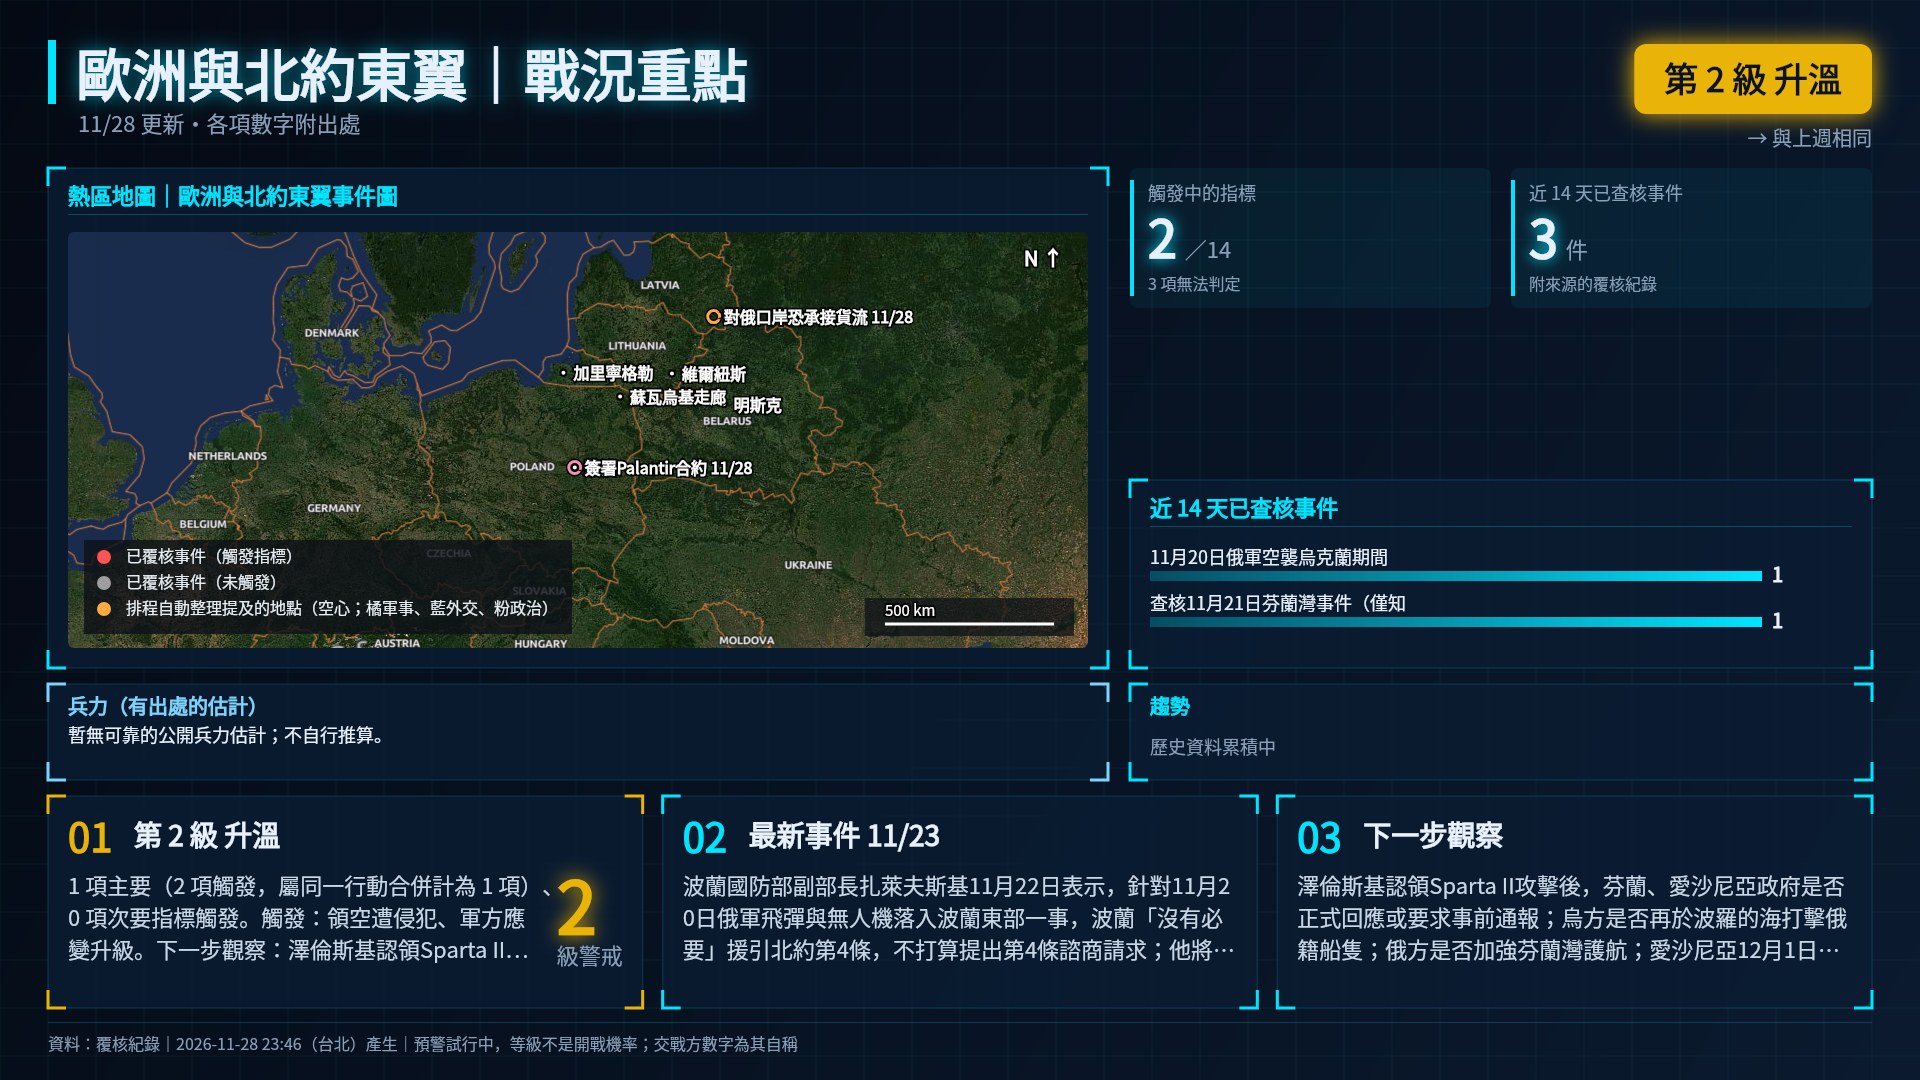 歐洲與北約東翼｜戰況重點
11/28 更新・各項數字附出處
第 2 級 升溫
→ 與上週相同
熱區地圖｜歐洲與北約東翼事件圖
N ↑
LATVIA
對俄口岸恐承接貨流 11/28
DENMARK
LITHUANIA
加里寧格勒
維爾紐斯
蘇瓦烏基走廊
明斯克
BELARUS
NETHERLANDS
POLAND
簽署Palantir合約 11/28
GERMANY
BELGIUM
CZECHIA
UKRAINE
SLOVAKIA
已覆核事件（觸發指標）
已覆核事件（未觸發）
排程自動整理提及的地點（空心；橘軍事、藍外交、粉政治）
500 km
AUSTRIA
HUNGARY
MOLDOVA
觸發中的指標
2 ／14
3 項無法判定
近 14 天已查核事件
3 件
附來源的覆核紀錄
近 14 天已查核事件
11月20日俄軍空襲烏克蘭期間
1
查核11月21日芬蘭灣事件（僅知
1
兵力（有出處的估計）
暫無可靠的公開兵力估計；不自行推算。
趨勢
歷史資料累積中
01 第 2 級 升溫
1 項主要（2 項觸發，屬同一行動合併計為 1 項）、
0 項次要指標觸發。觸發：領空遭侵犯、軍方應
變升級。下一步觀察：澤倫斯基認領Sparta II…
2
級警戒
02 最新事件 11/23
波蘭國防部副部長扎萊夫斯基11月22日表示，針對11月2
0日俄軍飛彈與無人機落入波蘭東部一事，波蘭「沒有必
要」援引北約第4條，不打算提出第4條諮商請求；他將…
03 下一步觀察
澤倫斯基認領Sparta II攻擊後，芬蘭、愛沙尼亞政府是否
正式回應或要求事前通報；烏方是否再於波羅的海打擊俄
籍船隻；俄方是否加強芬蘭灣護航；愛沙尼亞12月1日…
資料：覆核紀錄｜2026-11-28 23:46（台北）產生｜預警試行中，等級不是開戰機率；交戰方數字為其自稱